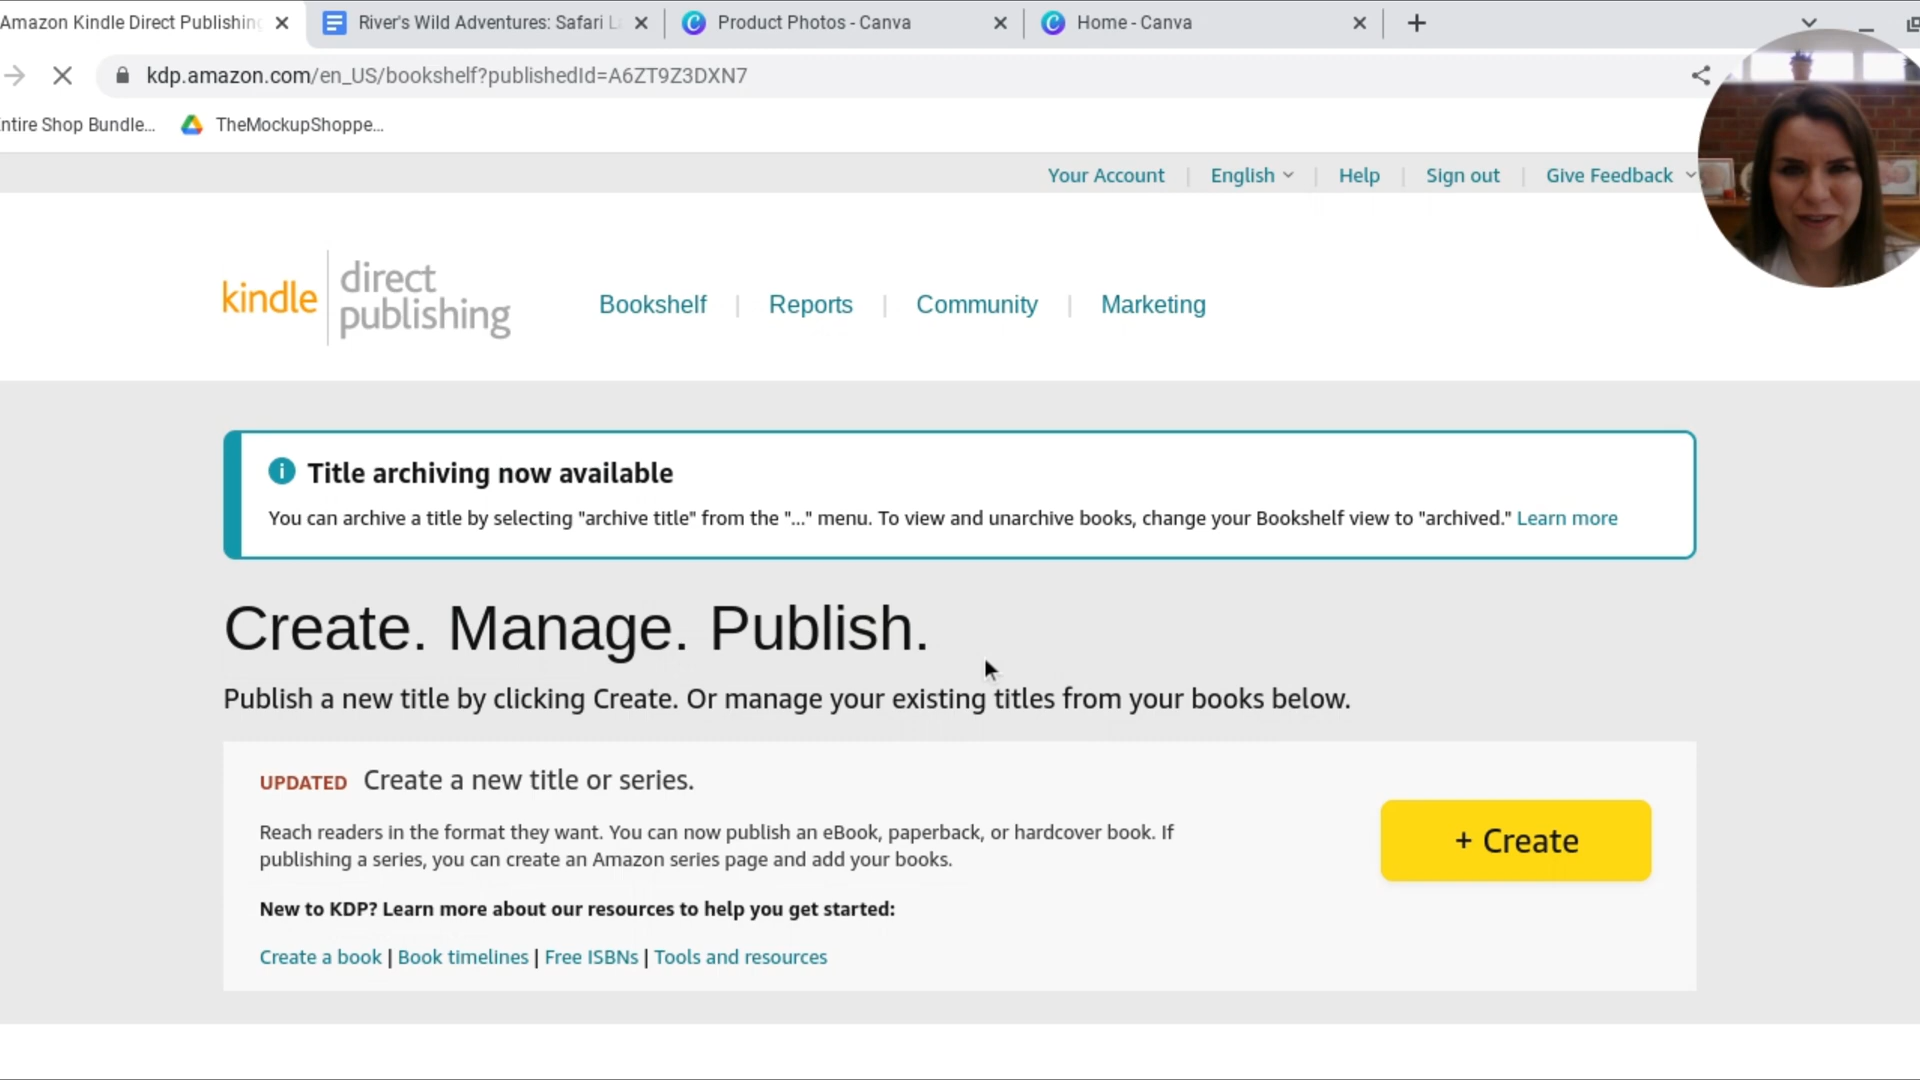 Amazon Kindle Direct Publishing
River's Wild Adventures: Safari L
Product Photos - Canva
Home - Canva
kdp.amazon.com/en_US/bookshelf?publishedId=A6ZT9Z3DXN7
ntire Shop Bundle...
TheMockupShoppe...
Your Account | English | Help | Sign out | Give Feedback
kindle direct publishing
Bookshelf | Reports | Community | Marketing
Title archiving now available
You can archive a title by selecting "archive title" from the "..." menu. To view and unarchive books, change your Bookshelf view to "archived." Learn more
Create. Manage. Publish.
Publish a new title by clicking Create. Or manage your existing titles from your books below.
UPDATED Create a new title or series.
Reach readers in the format they want. You can now publish an eBook, paperback, or hardcover book. If
publishing a series, you can create an Amazon series page and add your books.
+ Create
New to KDP? Learn more about our resources to help you get started:
Create a book | Book timelines | Free ISBNs | Tools and resources